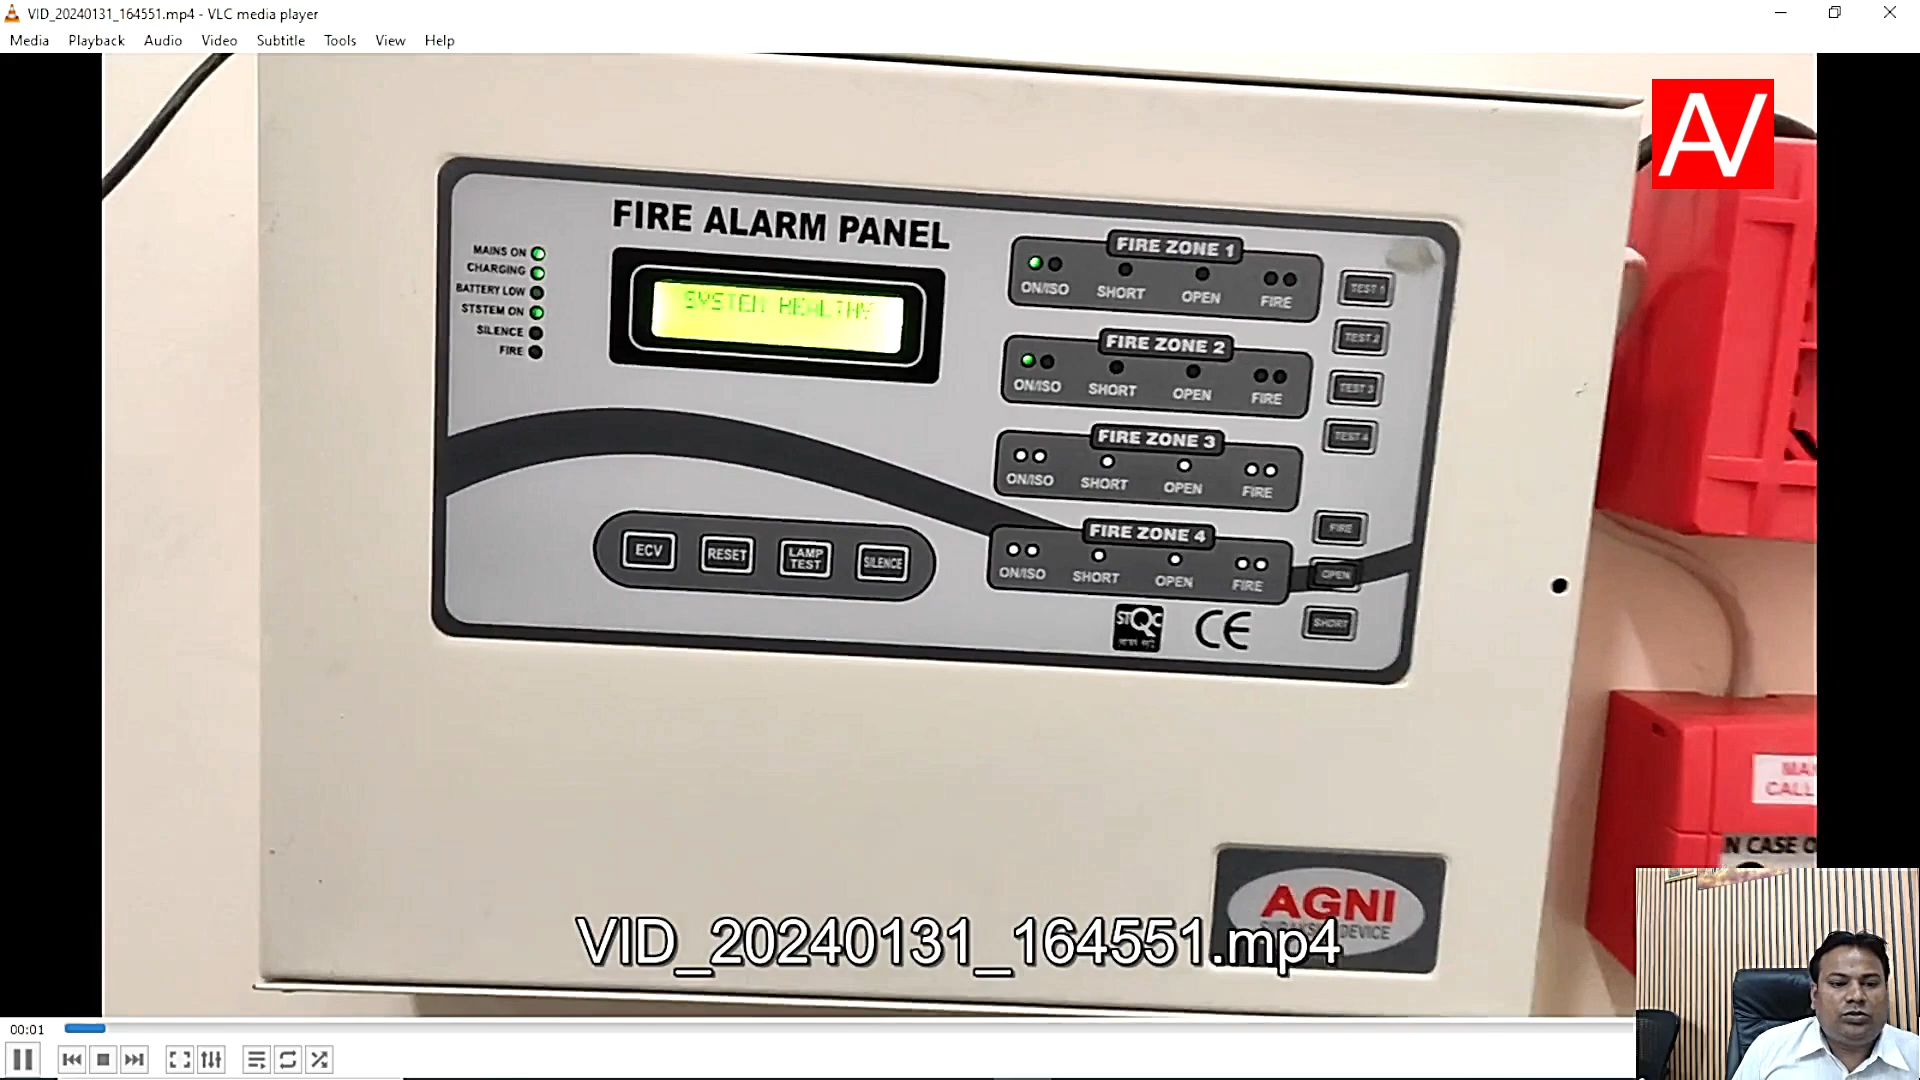 VID_20240131_164551.mp4 - VLC media player
Media Playback Audio Video Subtitle Tools View Help
AV
FIRE ALARM PANEL
MAINS ON
CHARGING
BATTERY LOW
STSTEM ON
SILENCE
FIRE
SYSTEM HEALTHY
FIRE ZONE 1
ON/ISO SHORT OPEN FIRE
FIRE ZONE 2
ON/ISO SHORT OPEN FIRE
FIRE ZONE 3
ON/ISO SHORT OPEN FIRE
FIRE ZONE 4
ON/ISO SHORT OPEN FIRE
TEST 1
TEST 2
TEST 3
TEST 4
FIRE
OPEN
SHORT
ECV
RESET
LAMP
TEST
SILENCE
STQC
CE
CALL
N CASE O
AGNI
DEVICE
VID_20240131_164551.mp4
00:01